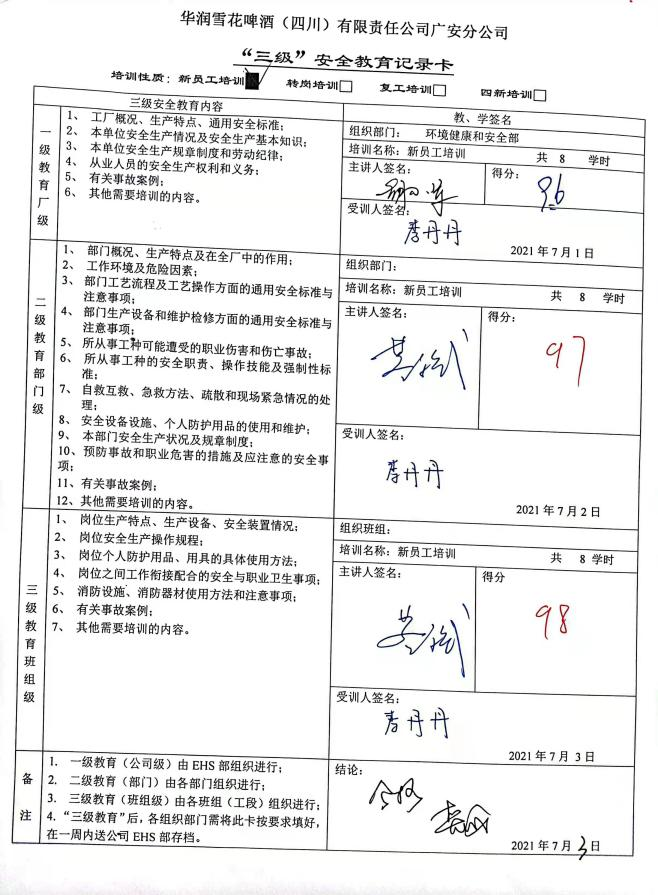 华润雪花啤酒（四川）有限责任公司广安分公司
“三级”安全教育记录卡
培训性质：新员工培训 转岗培训□ 复工培训□ 四新培训□
三级安全教育内容
教、学签名
一级教育厂级
1、 工厂概况、生产特点、通用安全标准；
2、 本单位安全生产情况及安全生产基本知识；
3、 本单位安全生产规章制度和劳动纪律；
4、 从业人员的安全生产权利和义务；
5、 有关事故案例；
6、 其他需要培训的内容。
组织部门： 环境健康和安全部
培训名称：新员工培训 共 8 学时
主讲人签名：
得分：
96
受训人签名：
李丹丹
2021年7月1日
二级教育部门级
1、 部门概况、生产特点及在全厂中的作用；
2、 工作环境及危险因素；
3、 部门工艺流程及工艺操作方面的通用安全标准与
注意事项；
4、 部门生产设备和维护检修方面的通用安全标准与
注意事项；
5、 所从事工种可能遭受的职业伤害和伤亡事故；
6、 所从事工种的安全职责、操作技能及强制性标
准；
7、 自救互救、急救方法、疏散和现场紧急情况的处
理；
8、 安全设备设施、个人防护用品的使用和维护；
9、 本部门安全生产状况及规章制度；
10、预防事故和职业危害的措施及应注意的安全事
项；
11、有关事故案例；
12、其他需要培训的内容。
组织部门：
培训名称：新员工培训 共 8 学时
主讲人签名：
得分：
97
受训人签名：
李丹丹
2021年7月2日
三级教育班组级
1、 岗位生产特点、生产设备、安全装置情况；
2、 岗位安全生产操作规程；
3、 岗位个人防护用品、用具的具体使用方法；
4、 岗位之间工作衔接配合的安全与职业卫生事项；
5、 消防设施、消防器材使用方法和注意事项；
6、 有关事故案例；
7、 其他需要培训的内容。
组织班组：
培训名称：新员工培训 共 8 学时
主讲人签名：
得分
98
受训人签名：
李丹丹
2021年7月3日
备注
1. 一级教育（公司级）由EHS部组织进行；
2. 二级教育（部门）由各部门组织进行；
3. 三级教育（班组级）由各班组（工段）组织进行；
4. “三级教育”后，各组织部门需将此卡按要求填好，
在一周内送公司EHS部存档。
结论：
合格
2021年7月3日